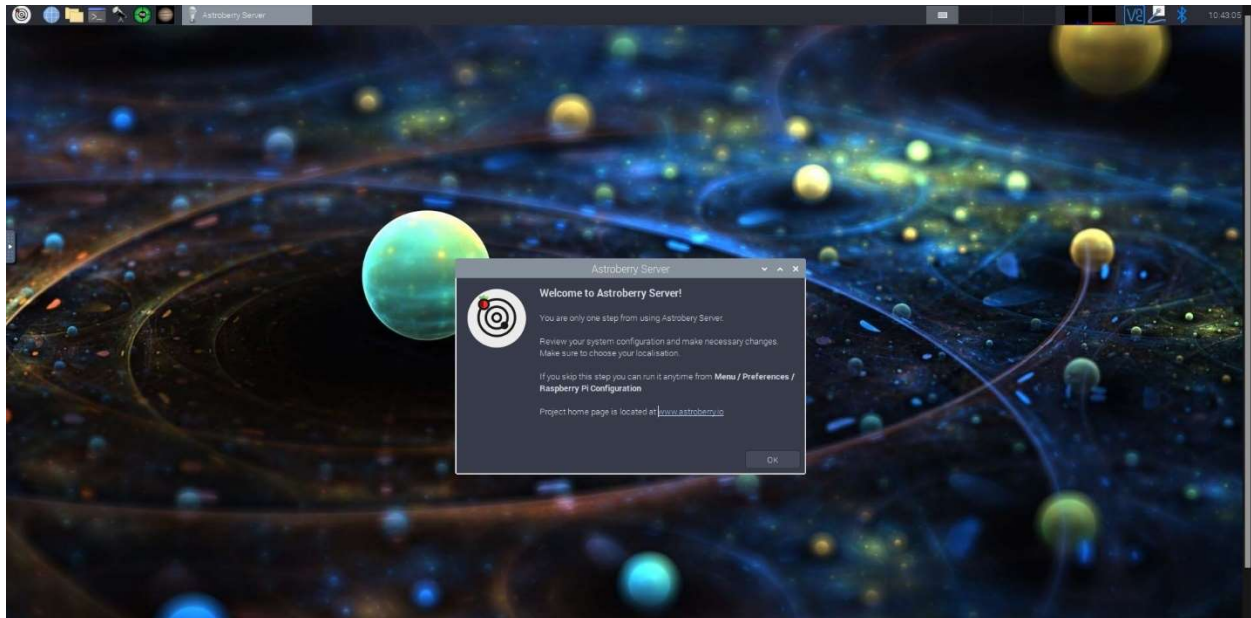 Astroberry Server
V2
10:43:05
Astroberry Server
Welcome to Astroberry Server!
You are only one step from using Astrobery Server.
Review your system configuration and make necessary changes.
Make sure to choose your localisation.
If you skip this step you can run it anytime from Menu / Preferences /
Raspberry Pi Configuration
Project home page is located at www.astroberry.io
OK